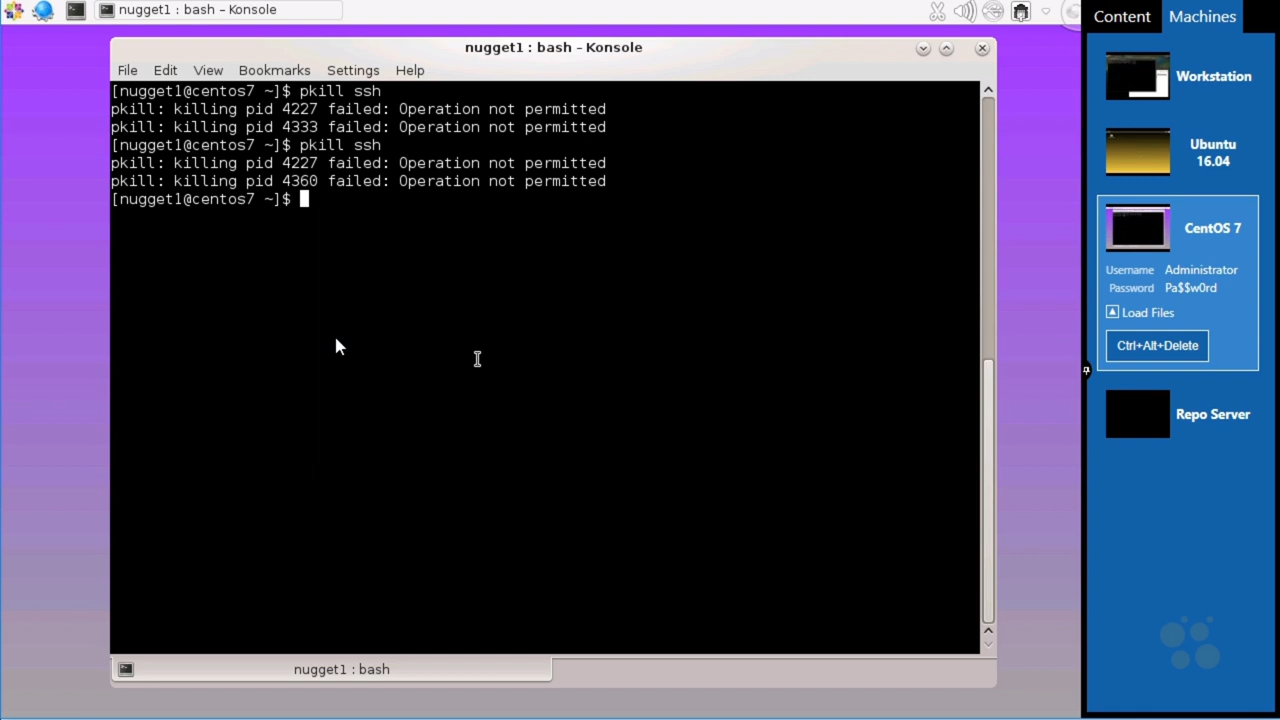 nugget1 : bash – Konsole
nugget1 : bash – Konsole
File Edit View Bookmarks Settings Help
[nugget1@centos7 ~]$ pkill ssh
pkill: killing pid 4227 failed: Operation not permitted
pkill: killing pid 4333 failed: Operation not permitted
[nugget1@centos7 ~]$ pkill ssh
pkill: killing pid 4227 failed: Operation not permitted
pkill: killing pid 4360 failed: Operation not permitted
[nugget1@centos7 ~]$
nugget1 : bash
Content Machines
Workstation
Ubuntu
16.04
CentOS 7
Username Administrator
Password Pa$$w0rd
Load Files
Ctrl+Alt+Delete
Repo Server